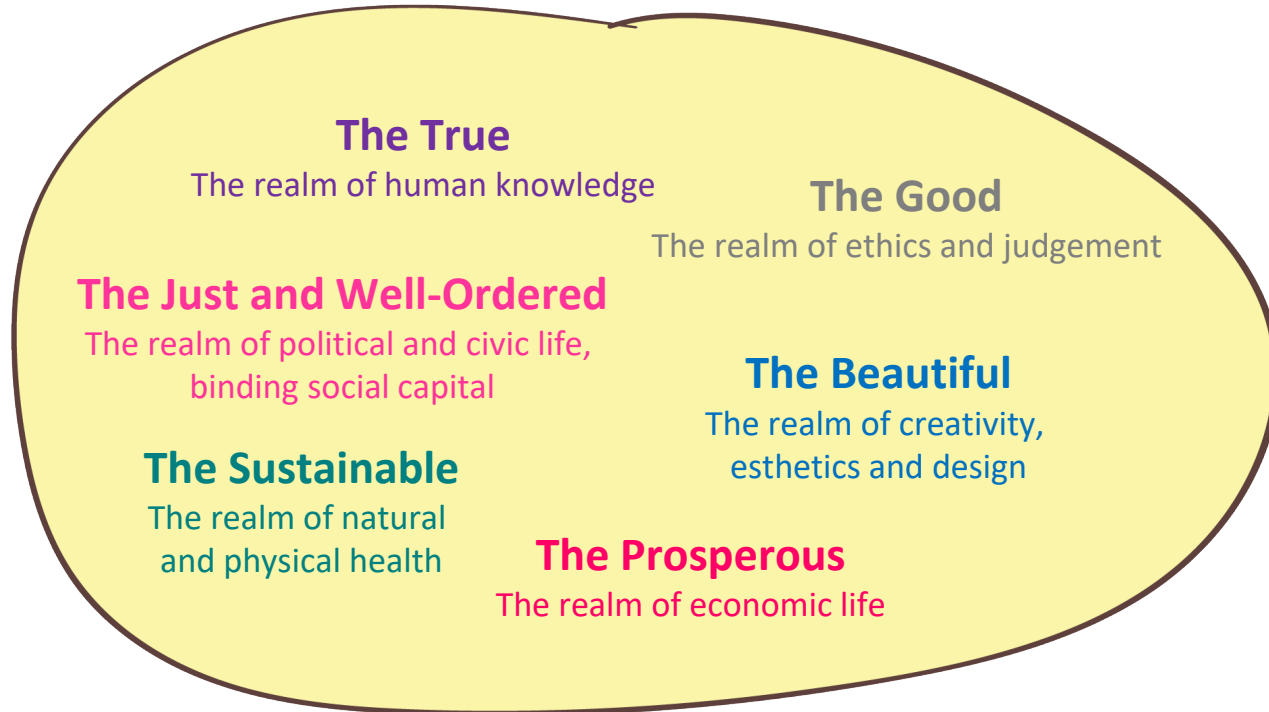 The True
The realm of human knowledge
The Good
The realm of ethics and judgement
The Just and Well-Ordered
The realm of political and civic life,
binding social capital
The Beautiful
The realm of creativity,
esthetics and design
The Sustainable
The realm of natural
and physical health
The Prosperous
The realm of economic life